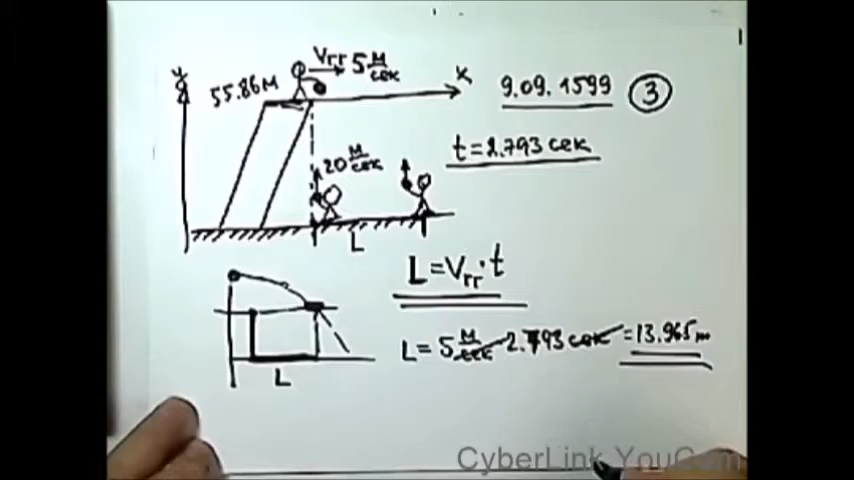 y
55.86м
Vгг 5 м/сек
x
9.09.1599
3
t=2.793 сек
20 м/сек
L
L=Vгг·t
L= 5 м/сек 2.793 сек =13.965 m
L
CyberLink YouCam